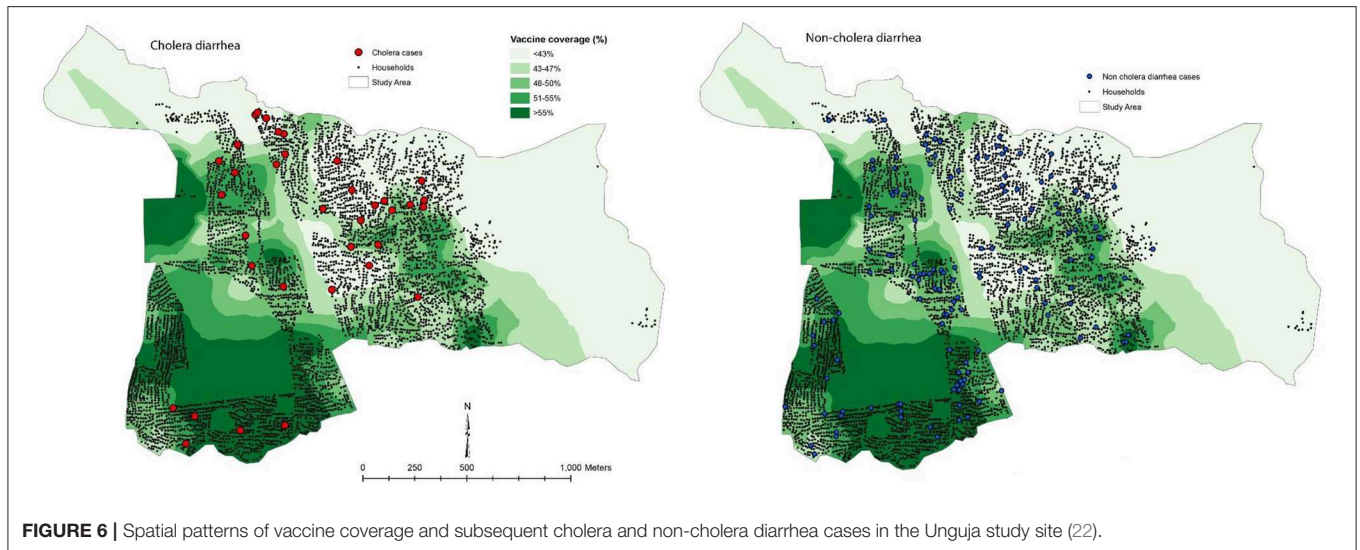 Cholera diarrhea
Cholera cases
Households
Study Area
Vaccine coverage (%)
<43%
43-47%
48-50%
51-55%
>55%
Non-cholera diarrhea
Non cholera diarrhea cases
Households
Study Area
N
0 250 500 1,000 Meters
FIGURE 6 | Spatial patterns of vaccine coverage and subsequent cholera and non-cholera diarrhea cases in the Unguja study site (22).